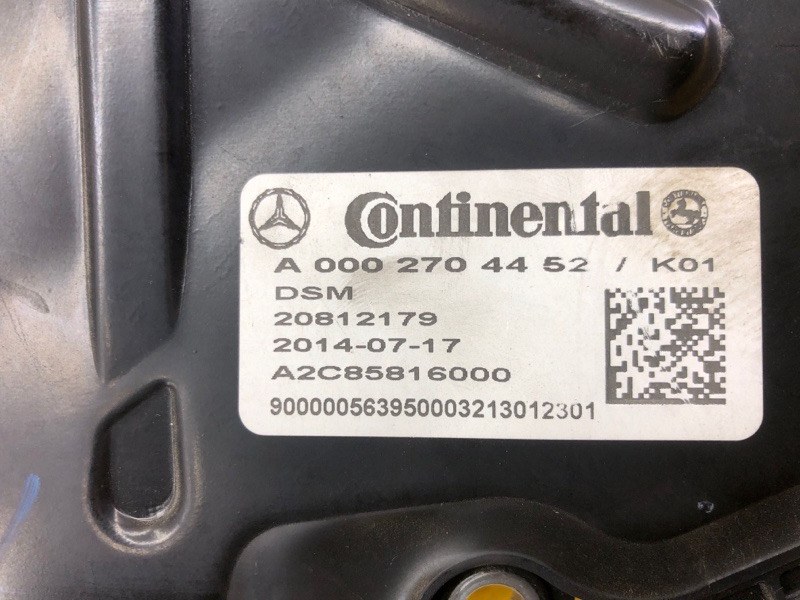 Continental
A 000 270 44 52 / K01
DSM
20812179
2014-07-17
A2C85816000
900000563950003213012301